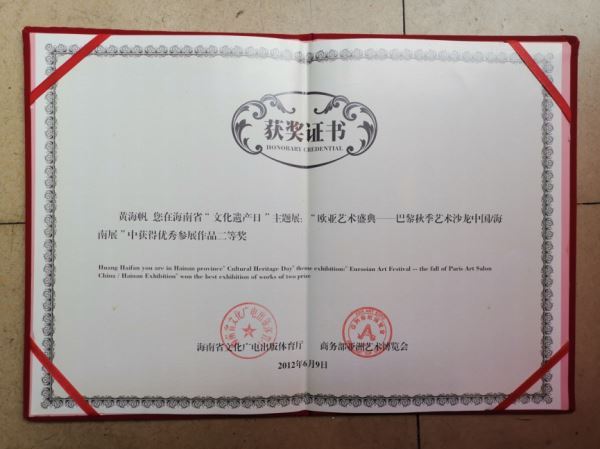 获奖证书
HONORARY CREDENTIAL
黄海帆 您在海南省“文化遗产日”主题展：“欧亚艺术盛典——巴黎秋季艺术沙龙中国/海
南展”中获得优秀参展作品二等奖
Huang Haifan you are in Hainan province" Cultural Heritage Day" theme exhibition:" Eurasian Art Festival -- the fall of Paris Art Salon
China / Hainan Exhibition" won the best exhibition of works of two prize
海南省文化广电出版体育厅 商务部亚洲艺术博览会
2012年6月9日